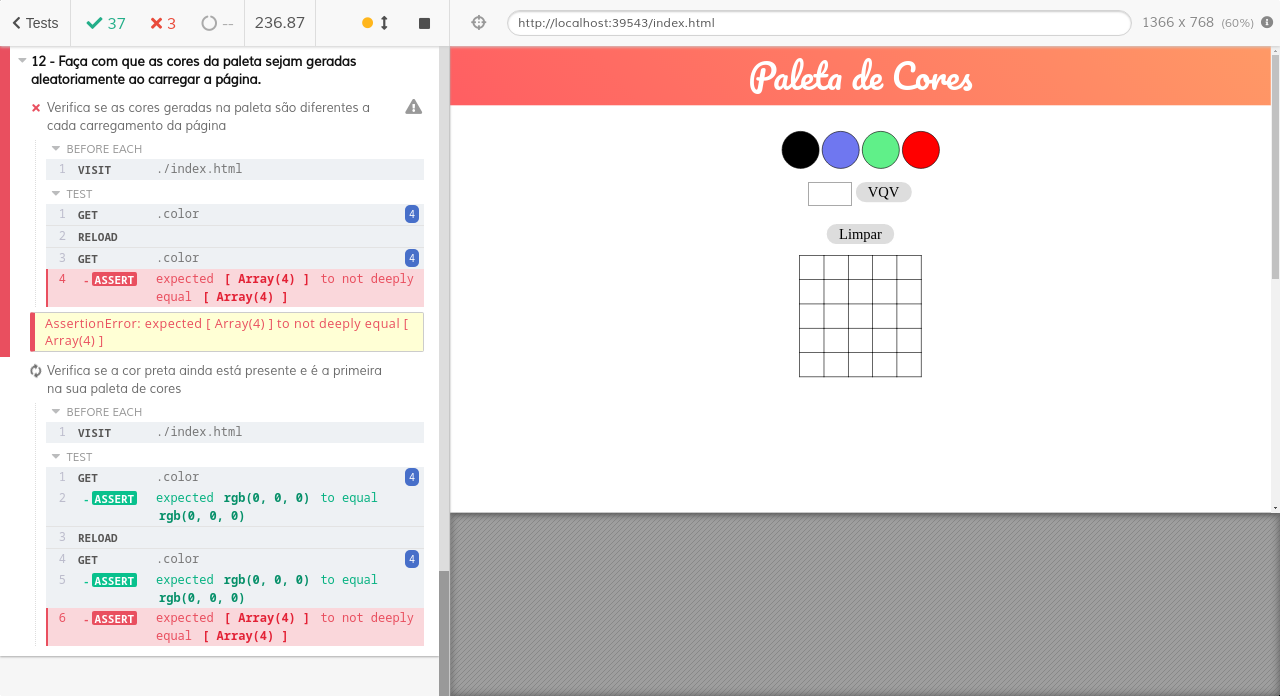 Tests
37
3
--
236.87
http://localhost:39543/index.html
1366 x 768 (60%)
12 - Faça com que as cores da paleta sejam geradas
aleatoriamente ao carregar a página.
Verifica se as cores geradas na paleta são diferentes a
cada carregamento da página
BEFORE EACH
1 VISIT ./index.html
TEST
1 GET .color 4
2 RELOAD
3 GET .color 4
4 -ASSERT expected [ Array(4) ] to not deeply
equal [ Array(4) ]
AssertionError: expected [ Array(4) ] to not deeply equal [
Array(4) ]
Verifica se a cor preta ainda está presente e é a primeira
na sua paleta de cores
BEFORE EACH
1 VISIT ./index.html
TEST
1 GET .color 4
2 -ASSERT expected rgb(0, 0, 0) to equal
rgb(0, 0, 0)
3 RELOAD
4 GET .color 4
5 -ASSERT expected rgb(0, 0, 0) to equal
rgb(0, 0, 0)
6 -ASSERT expected [ Array(4) ] to not deeply
equal [ Array(4) ]
Paleta de Cores
VQV
Limpar